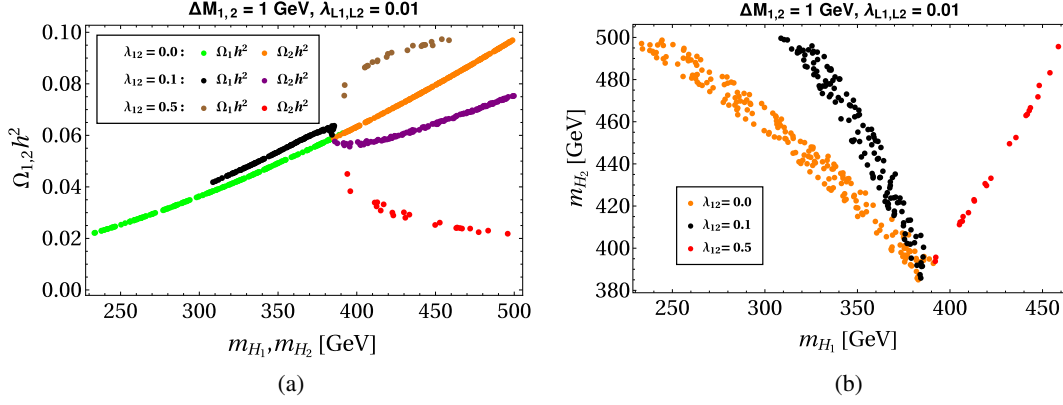 ΔM1,2 = 1 GeV, λL1,L2 = 0.01
λ12 = 0.0 : Ω1h² Ω2h²
λ12 = 0.1 : Ω1h² Ω2h²
λ12 = 0.5 : Ω1h² Ω2h²
Ω1,2h²
0.10
0.08
0.06
0.04
0.02
0.00
250 300 350 400 450 500
mH1, mH2 [GeV]
(a)
ΔM1,2 = 1 GeV, λL1,L2 = 0.01
mH2 [GeV]
500
480
460
440
420
400
380
λ12 = 0.0
λ12 = 0.1
λ12 = 0.5
250 300 350 400 450
mH1 [GeV]
(b)